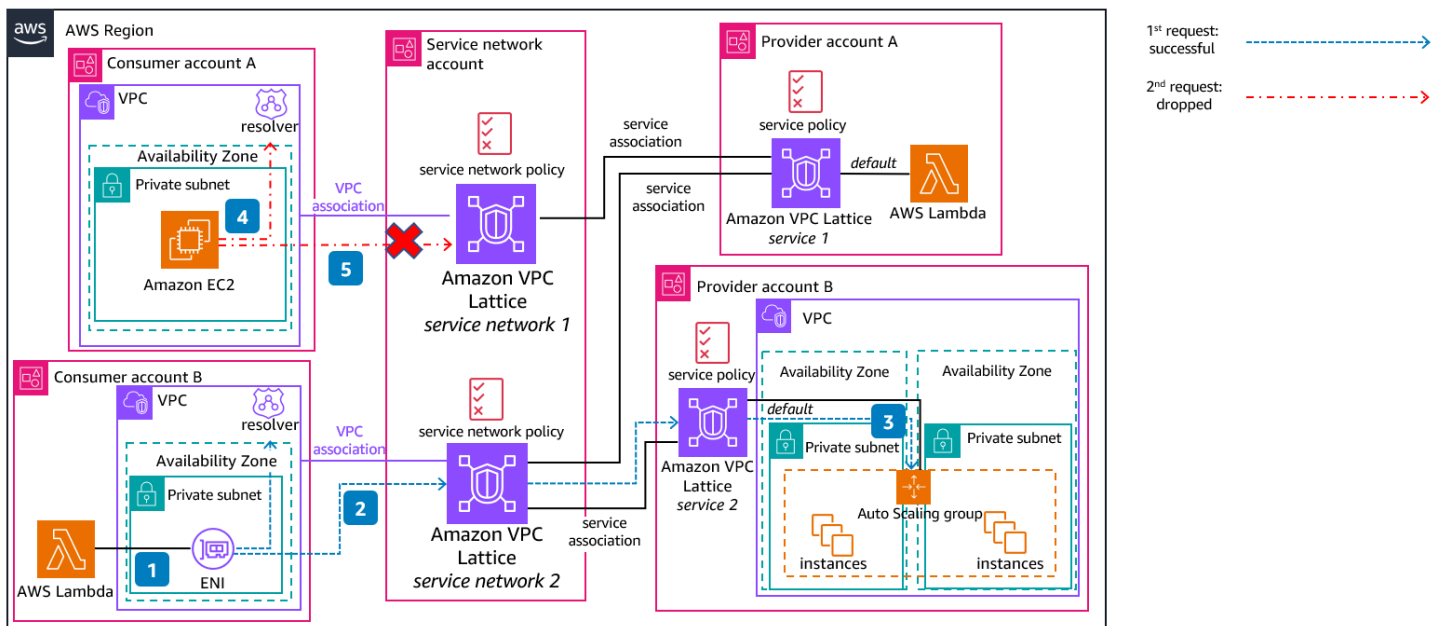 aws
AWS Region
Consumer account A
VPC
resolver
Availability Zone
Private subnet
4
Amazon EC2
VPC
association
5
Service network
account
service network policy
Amazon VPC
Lattice
service network 1
service
association
service
association
Provider account A
service policy
default
Amazon VPC Lattice
service 1
AWS Lambda
1st request:
successful
2nd request:
dropped
Consumer account B
VPC
resolver
Availability Zone
Private subnet
1
ENI
AWS Lambda
VPC
association
2
service network policy
Amazon VPC
Lattice
service network 2
service
association
Provider account B
VPC
service policy
default
3
Amazon VPC
Lattice
service 2
Availability Zone
Availability Zone
Private subnet
Private subnet
Auto Scaling group
instances
instances